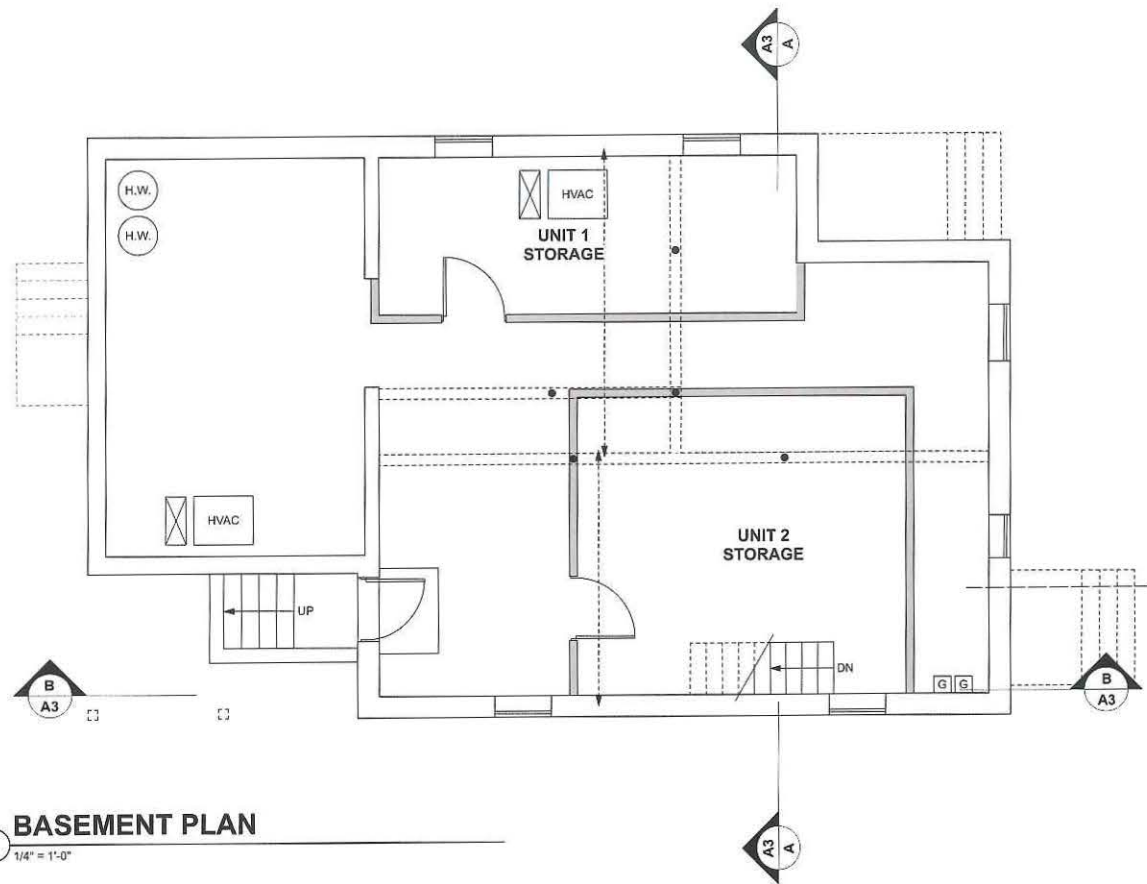 A3
A
H.W.
H.W.
HVAC
UNIT 1
STORAGE
HVAC
UNIT 2
STORAGE
UP
DN
G
G
B
A3
B
A3
BASEMENT PLAN
1/4" = 1'-0"
A3
A